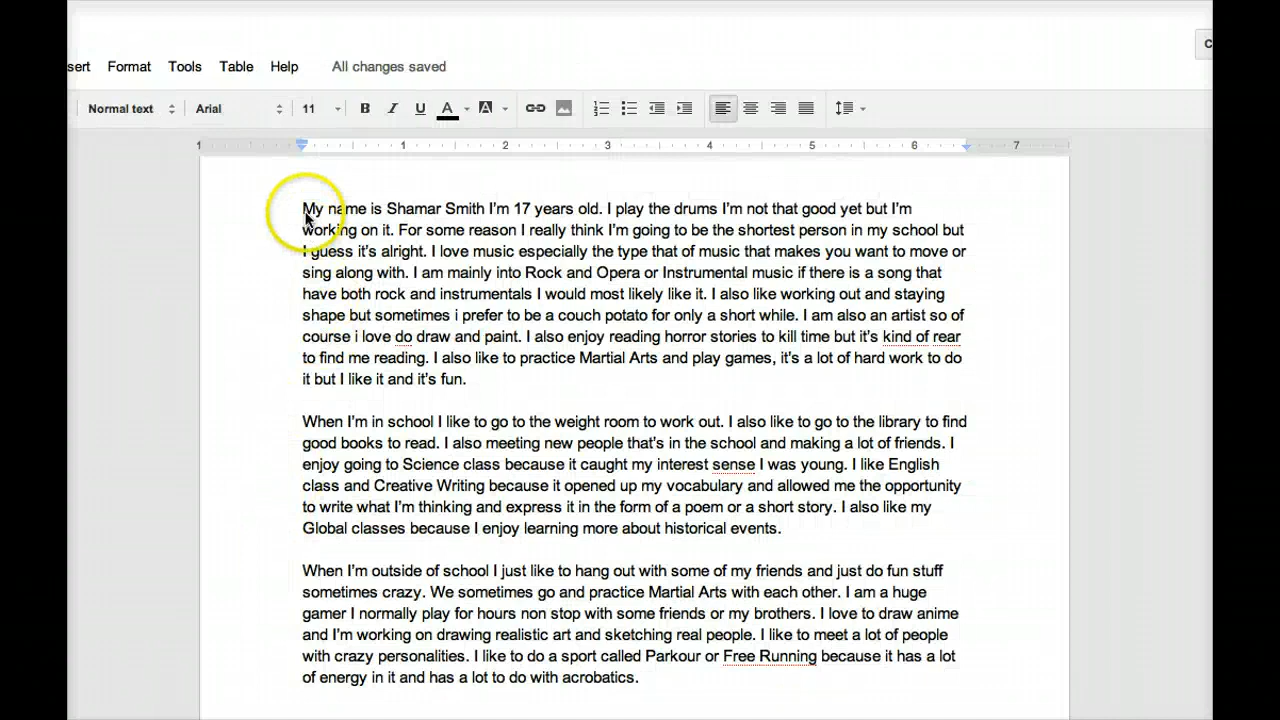 C
sert Format Tools Table Help All changes saved
Normal text Arial 11 B I U A A
1 1 2 3 4 5 6 7
My name is Shamar Smith I'm 17 years old. I play the drums I'm not that good yet but I'm
working on it. For some reason I really think I'm going to be the shortest person in my school but
I guess it's alright. I love music especially the type that of music that makes you want to move or
sing along with. I am mainly into Rock and Opera or Instrumental music if there is a song that
have both rock and instrumentals I would most likely like it. I also like working out and staying
shape but sometimes i prefer to be a couch potato for only a short while. I am also an artist so of
course i love do draw and paint. I also enjoy reading horror stories to kill time but it's kind of rear
to find me reading. I also like to practice Martial Arts and play games, it's a lot of hard work to do
it but I like it and it's fun.
When I'm in school I like to go to the weight room to work out. I also like to go to the library to find
good books to read. I also meeting new people that's in the school and making a lot of friends. I
enjoy going to Science class because it caught my interest sense I was young. I like English
class and Creative Writing because it opened up my vocabulary and allowed me the opportunity
to write what I'm thinking and express it in the form of a poem or a short story. I also like my
Global classes because I enjoy learning more about historical events.
When I'm outside of school I just like to hang out with some of my friends and just do fun stuff
sometimes crazy. We sometimes go and practice Martial Arts with each other. I am a huge
gamer I normally play for hours non stop with some friends or my brothers. I love to draw anime
and I'm working on drawing realistic art and sketching real people. I like to meet a lot of people
with crazy personalities. I like to do a sport called Parkour or Free Running because it has a lot
of energy in it and has a lot to do with acrobatics.